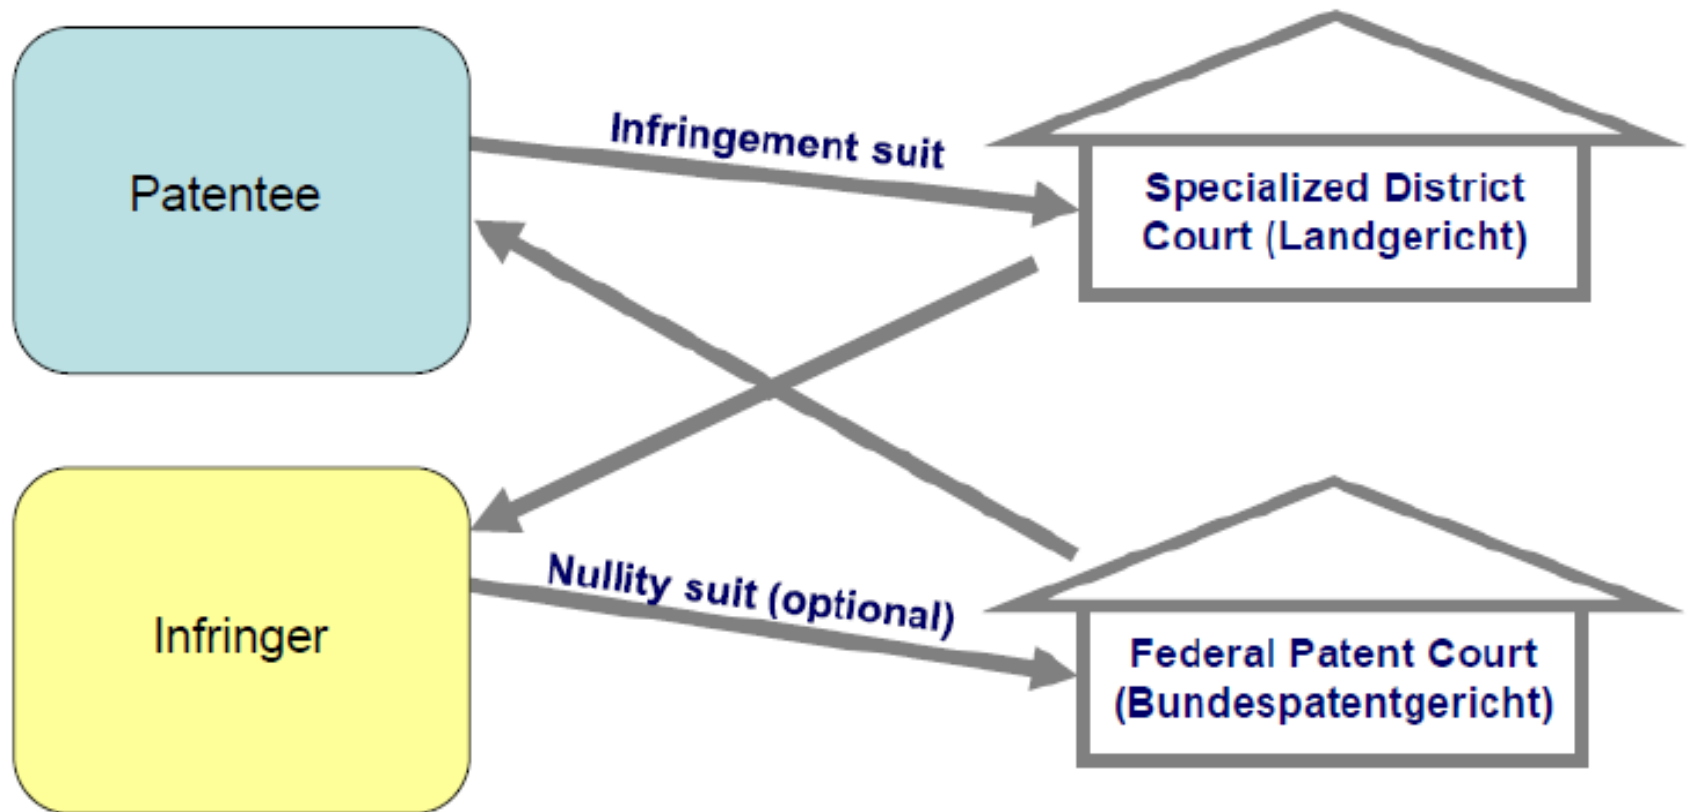 Patentee
Infringement suit
Specialized District
Court (Landgericht)
Infringer
Nullity suit (optional)
Federal Patent Court
(Bundespatentgericht)